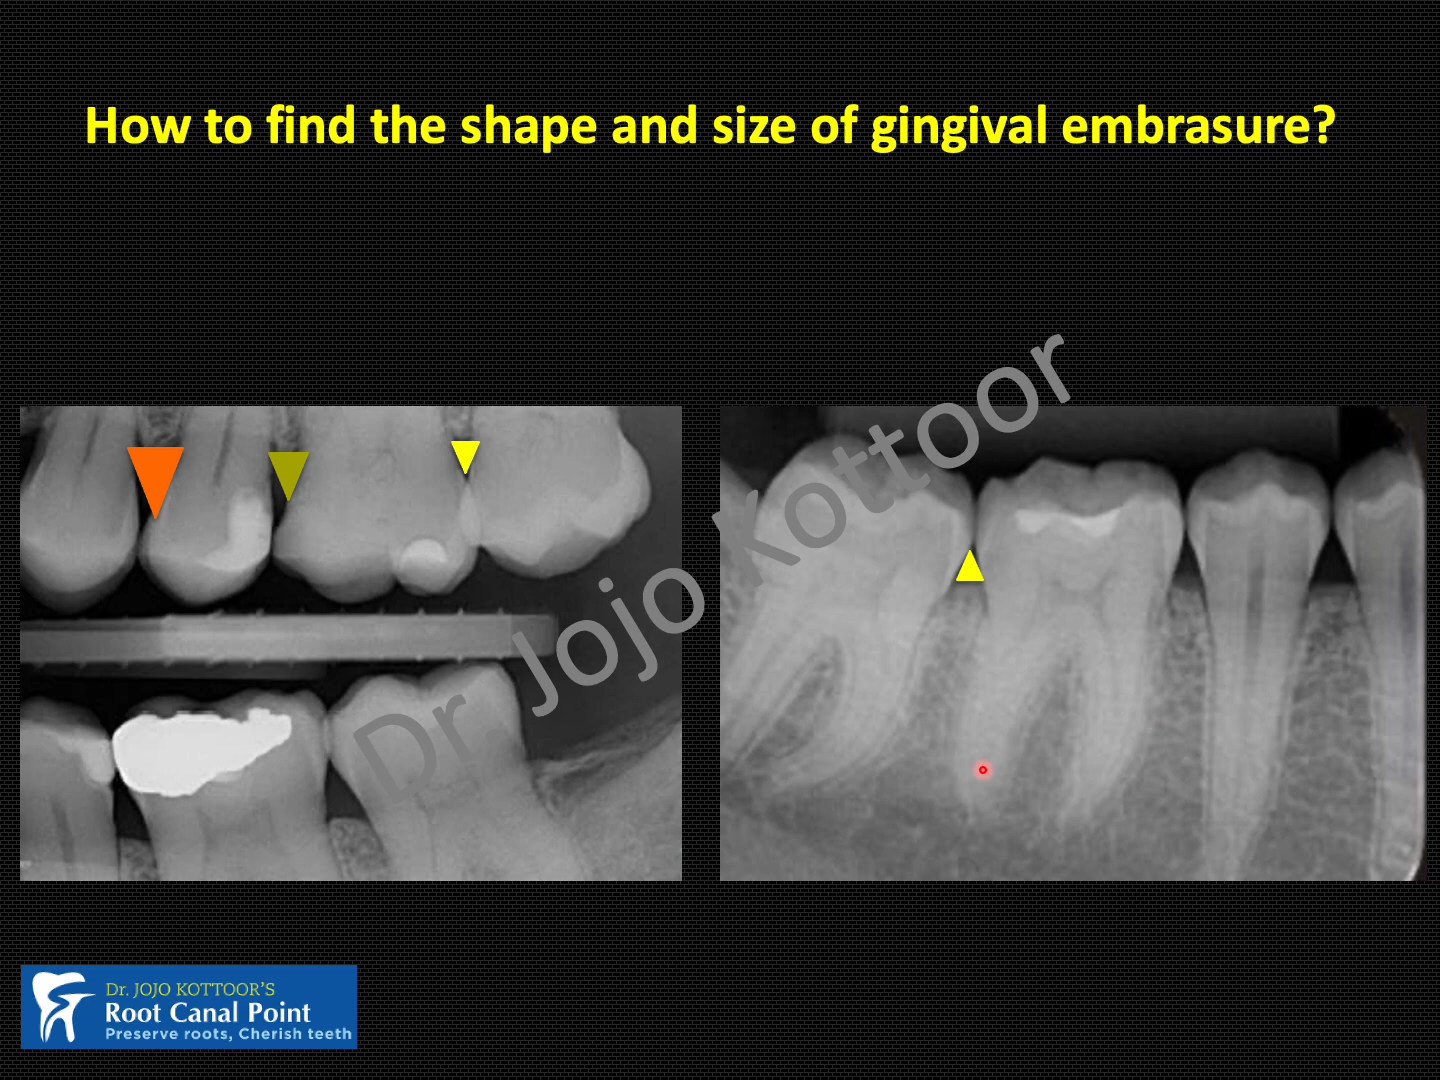 How to find the shape and size of gingival embrasure?
Dr. Jojo Kottoor
Dr. JOJO KOTTOOR'S
Root Canal Point
Preserve roots, Cherish teeth